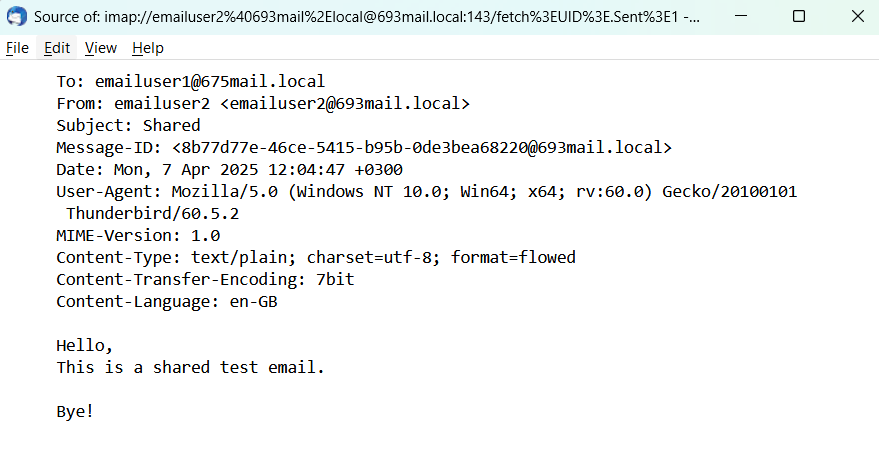 Source of: imap://emailuser2%40693mail%2Elocal@693mail.local:143/fetch%3EUID%3E.Sent%3E1 -...
File Edit View Help
To: emailuser1@675mail.local
From: emailuser2 <emailuser2@693mail.local>
Subject: Shared
Message-ID: <8b77d77e-46ce-5415-b95b-0de3bea68220@693mail.local>
Date: Mon, 7 Apr 2025 12:04:47 +0300
User-Agent: Mozilla/5.0 (Windows NT 10.0; Win64; x64; rv:60.0) Gecko/20100101
Thunderbird/60.5.2
MIME-Version: 1.0
Content-Type: text/plain; charset=utf-8; format=flowed
Content-Transfer-Encoding: 7bit
Content-Language: en-GB
Hello,
This is a shared test email.
Bye!